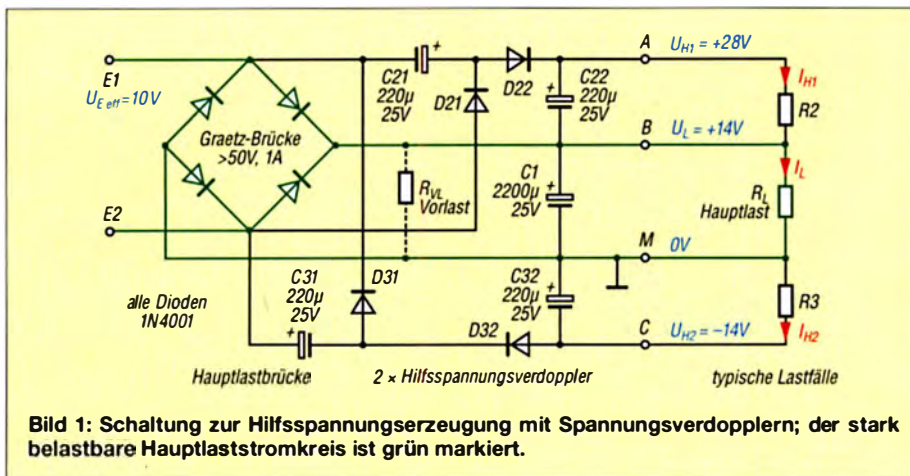 E1
U_E eff = 10V
Graetz-Brücke
>50V, 1A
E2
alle Dioden
1N4001
C21
220µ
25V
+
D21
D22
C22
220µ
25V
+
A
U_H1 = +28V
I_H1
R2
B
U_L = +14V
I_L
R_VL
Vorlast
C1
2200µ
25V
+
R_L
Hauptlast
M
0V
C31
220µ
25V
+
D31
D32
C32
220µ
25V
+
R3
C
U_H2 = –14V
I_H2
Hauptlastbrücke
2 × Hilfsspannungsverdoppler
typische Lastfälle
Bild 1: Schaltung zur Hilfsspannungserzeugung mit Spannungsverdopplern; der stark
belastbare Hauptlaststromkreis ist grün markiert.